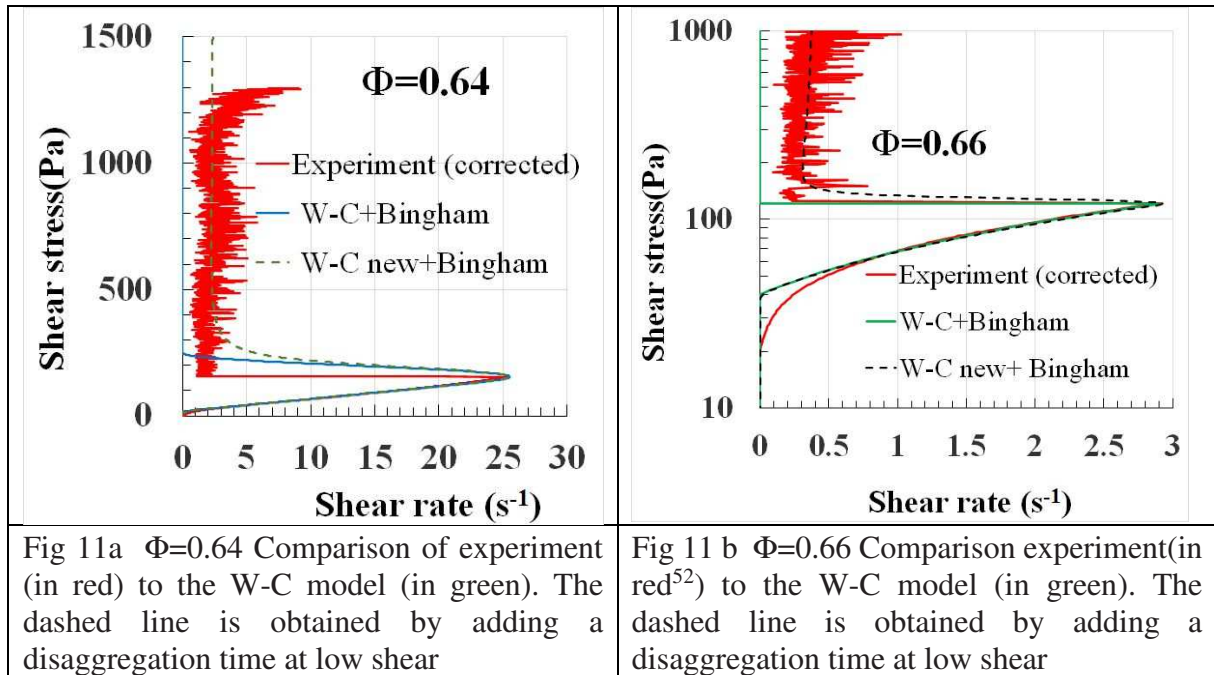 1500
1000
500
0
Shear stress(Pa)
Φ=0.64
Experiment (corrected)
W-C+Bingham
W-C new+Bingham
0 5 10 15 20 25 30
Shear rate (s-1)
1000
100
10
Shear stress(Pa)
Φ=0.66
Experiment (corrected)
W-C+Bingham
W-C new+ Bingham
0 0.5 1 1.5 2 2.5 3
Shear rate (s-1)
Fig 11a Φ=0.64 Comparison of experiment
(in red) to the W-C model (in green). The
dashed line is obtained by adding a
disaggregation time at low shear
Fig 11 b Φ=0.66 Comparison experiment(in
red52) to the W-C model (in green). The
dashed line is obtained by adding a
disaggregation time at low shear